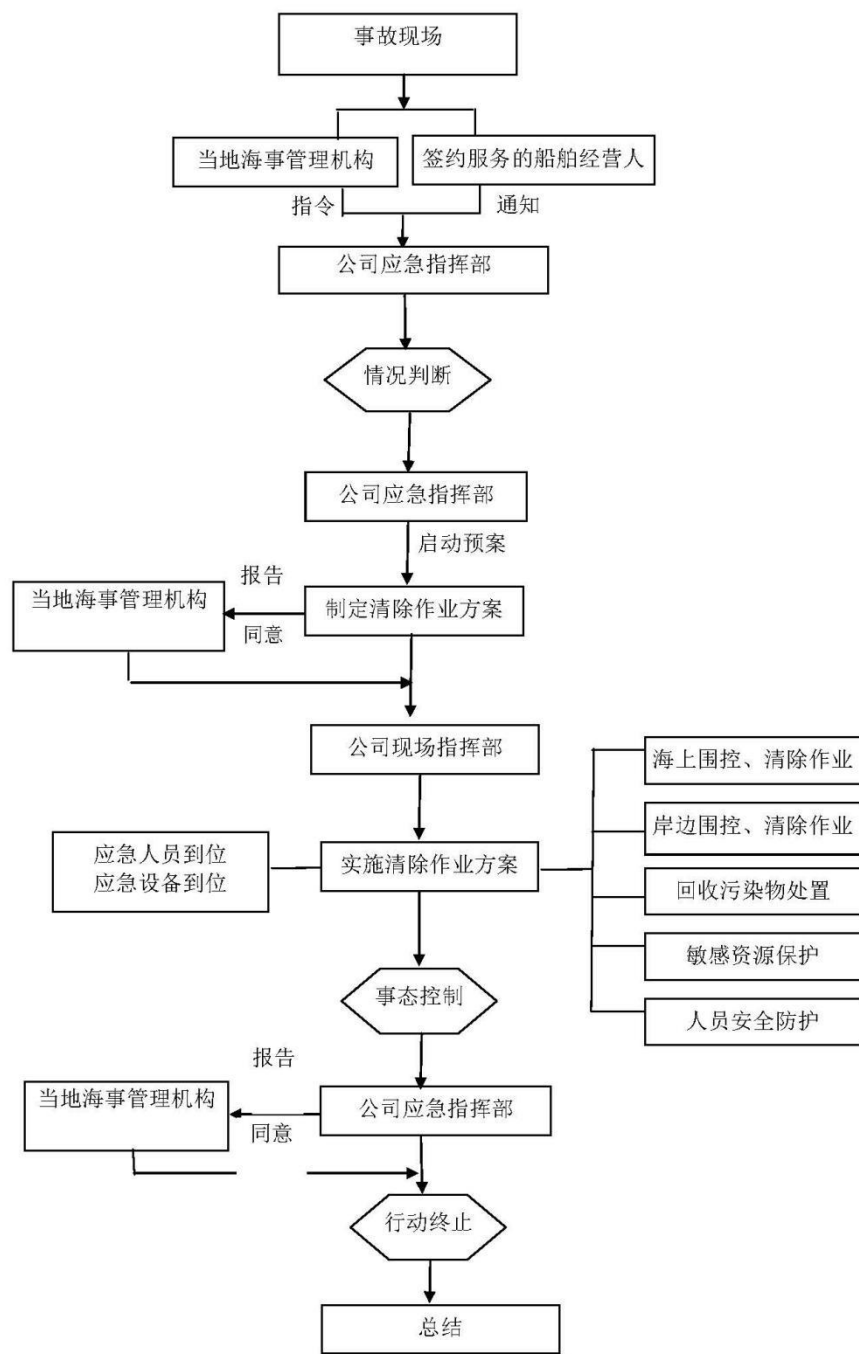 事故现场
当地海事管理机构
签约服务的船舶经营人
指令
通知
公司应急指挥部
情况判断
公司应急指挥部
启动预案
报告
当地海事管理机构
制定清除作业方案
同意
公司现场指挥部
海上围控、清除作业
岸边围控、清除作业
应急人员到位
应急设备到位
实施清除作业方案
回收污染物处置
敏感资源保护
事态控制
人员安全防护
报告
当地海事管理机构
公司应急指挥部
同意
行动终止
总结